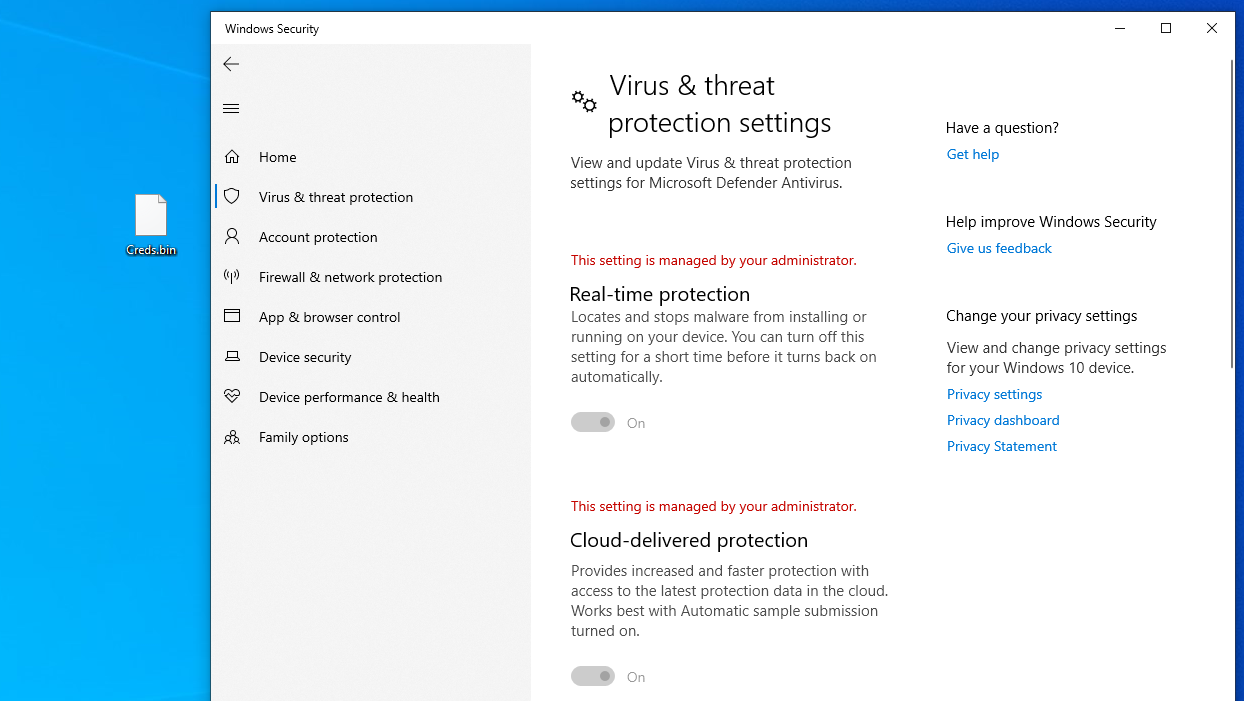 Windows Security
Creds.bin
Home
Virus & threat protection
Account protection
Firewall & network protection
App & browser control
Device security
Device performance & health
Family options
Virus & threat
protection settings
View and update Virus & threat protection
settings for Microsoft Defender Antivirus.
This setting is managed by your administrator.
Real-time protection
Locates and stops malware from installing or
running on your device. You can turn off this
setting for a short time before it turns back on
automatically.
On
This setting is managed by your administrator.
Cloud-delivered protection
Provides increased and faster protection with
access to the latest protection data in the cloud.
Works best with Automatic sample submission
turned on.
On
Have a question?
Get help
Help improve Windows Security
Give us feedback
Change your privacy settings
View and change privacy settings
for your Windows 10 device.
Privacy settings
Privacy dashboard
Privacy Statement